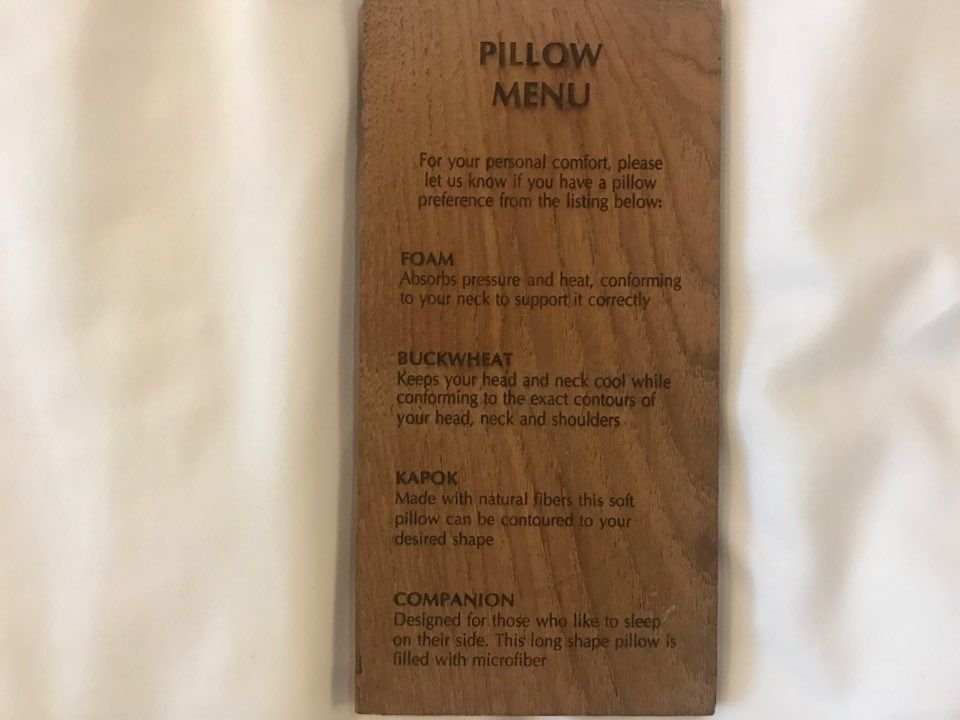 PILLOW
MENU
For your personal comfort, please
let us know if you have a pillow
preference from the listing below:
FOAM
Absorbs pressure and heat, conforming
to your neck to support it correctly
BUCKWHEAT
Keeps your head and neck cool while
conforming to the exact contours of
your head, neck and shoulders
KAPOK
Made with natural fibers this soft
pillow can be contoured to your
desired shape
COMPANION
Designed for those who like to sleep
on their side. This long shape pillow is
filled with microfiber